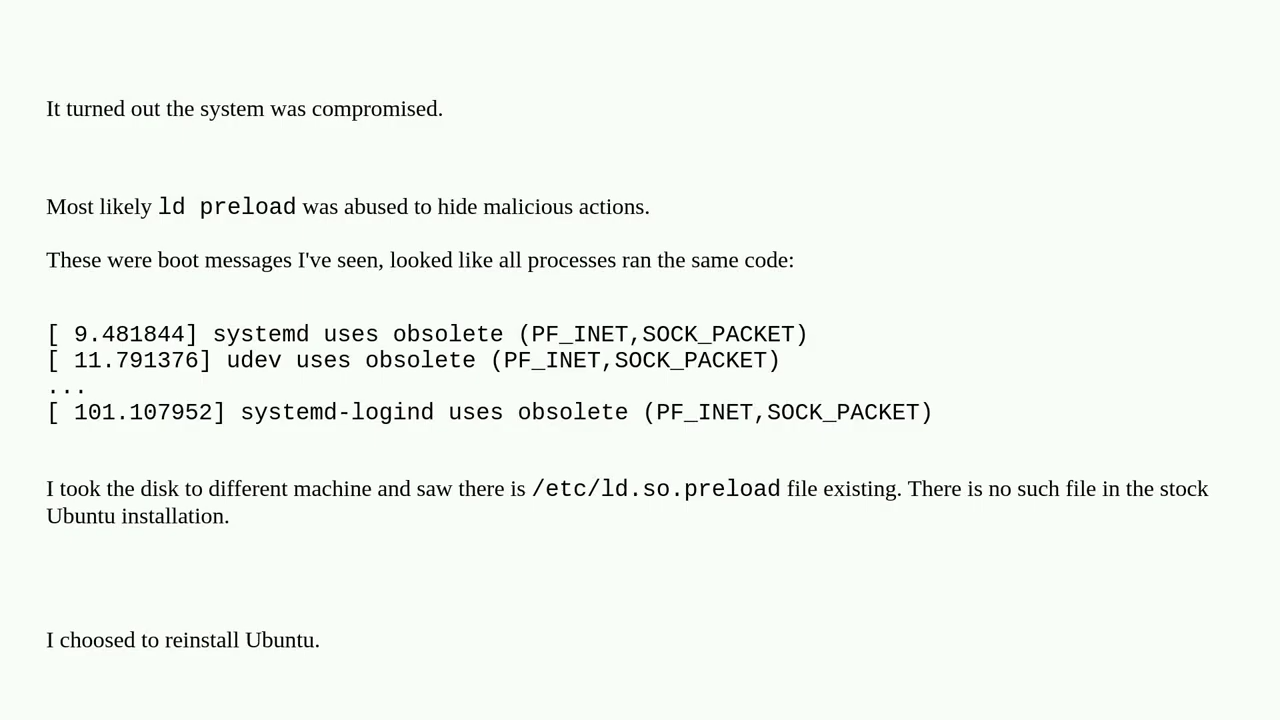 It turned out the system was compromised.
Most likely ld preload was abused to hide malicious actions.
These were boot messages I've seen, looked like all processes ran the same code:
[ 9.481844] systemd uses obsolete (PF_INET,SOCK_PACKET)
[ 11.791376] udev uses obsolete (PF_INET,SOCK_PACKET)
...
[ 101.107952] systemd-logind uses obsolete (PF_INET,SOCK_PACKET)
I took the disk to different machine and saw there is /etc/ld.so.preload file existing. There is no such file in the stock
Ubuntu installation.
I choosed to reinstall Ubuntu.